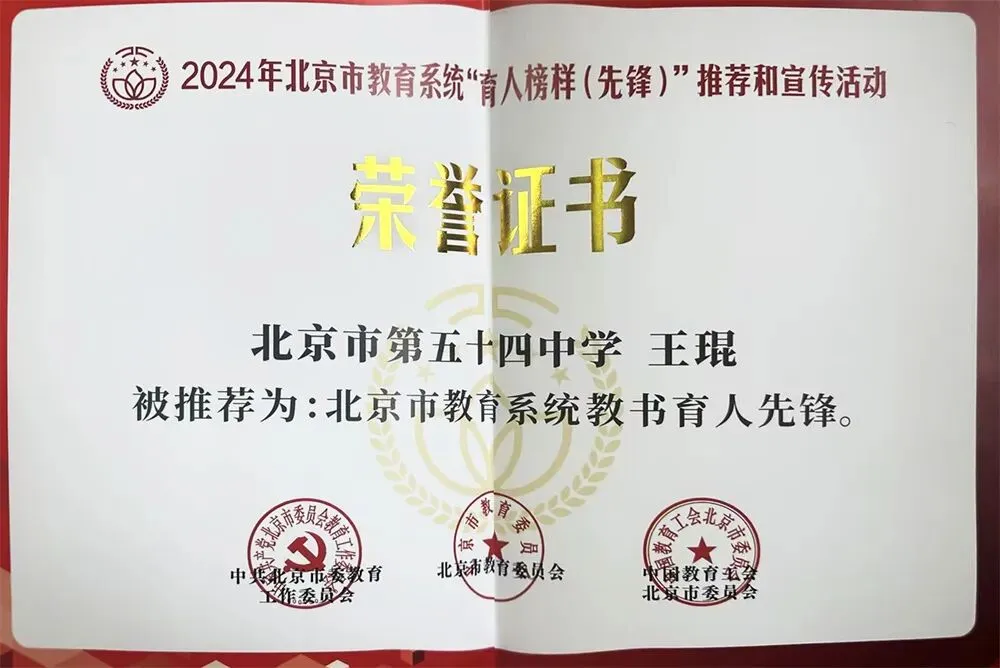 2024年北京市教育系统“育人榜样（先锋）”推荐和宣传活动
荣誉证书
北京市第五十四中学 王琨
被推荐为：北京市教育系统教书育人先锋。
中共北京市委教育
工作委员会
北京市教育委员会
中国教育工会
北京市委员会